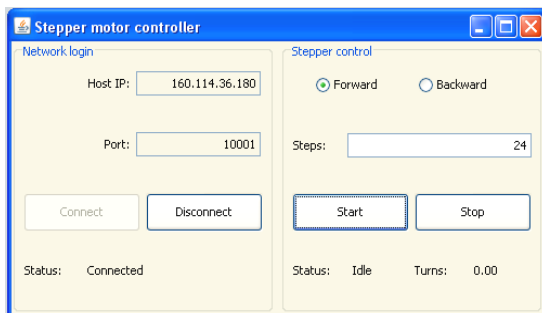 Stepper motor controller
Network login
Host IP: 160.114.36.180
Port: 10001
Connect Disconnect
Status: Connected
Stepper control
Forward Backward
Steps: 24
Start Stop
Status: Idle Turns: 0.00